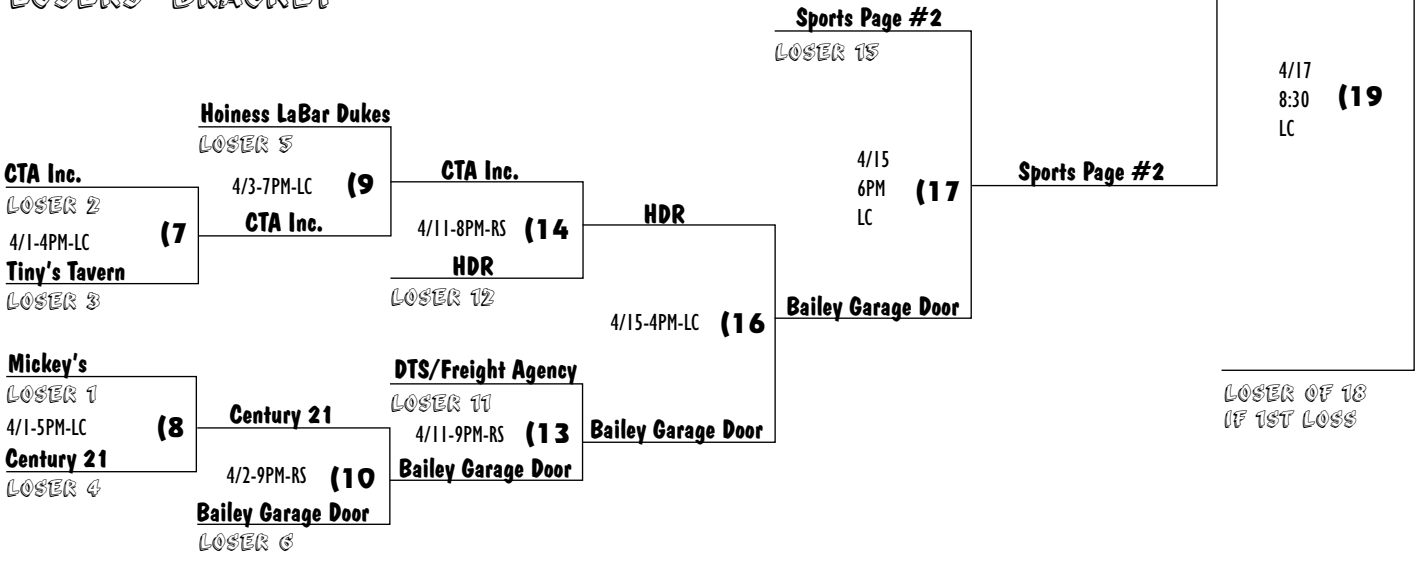 LOSERS BRACKET
Sports Page #2
LOSER 15
4/17
8:30 (19
LC
Hoiness LaBar Dukes
LOSER 5
4/3-7PM-LC (9
CTA Inc.
CTA Inc.
LOSER 2
4/1-4PM-LC (7
CTA Inc.
Tiny's Tavern
LOSER 3
4/11-8PM-RS (14
HDR
HDR
LOSER 12
4/15
6PM (17
LC
Sports Page #2
4/15-4PM-LC (16
Bailey Garage Door
Mickey's
LOSER 1
4/1-5PM-LC (8
Century 21
Century 21
LOSER 4
DTS/Freight Agency
LOSER 11
4/11-9PM-RS (13
Bailey Garage Door
Bailey Garage Door
4/2-9PM-RS (10
Bailey Garage Door
LOSER 6
LOSER OF 18
IF 1ST LOSS